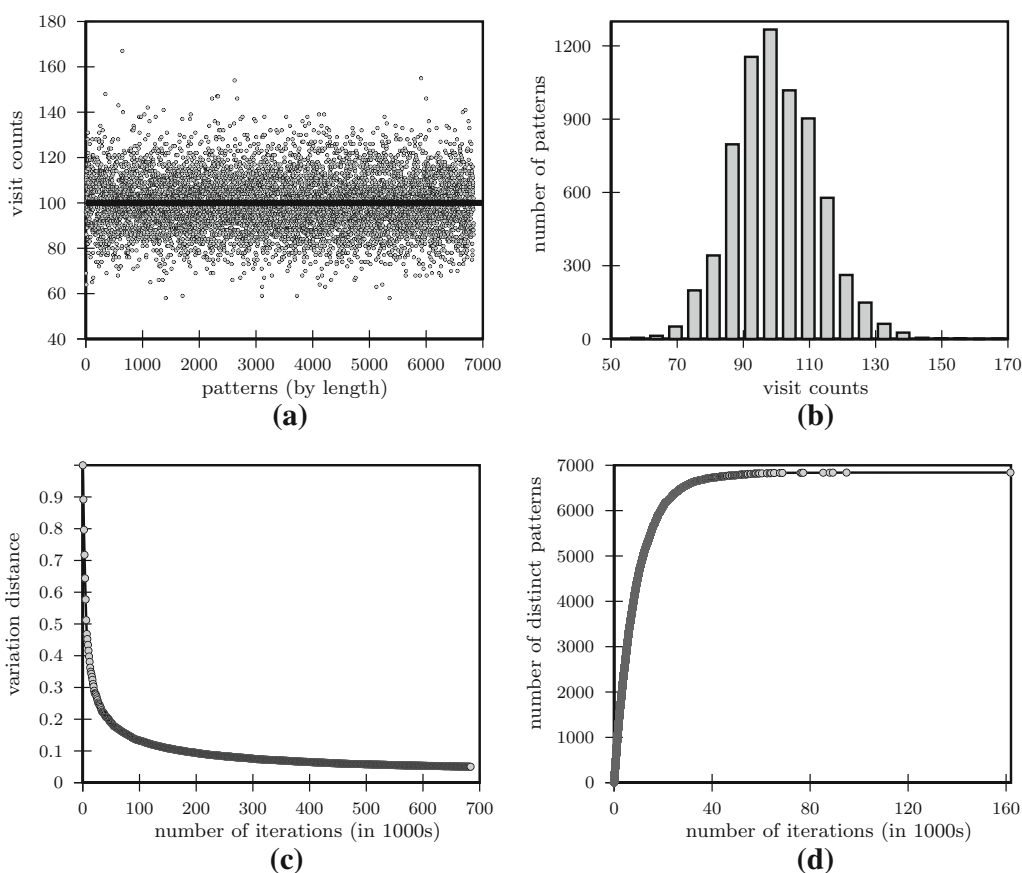 180
160
140
120
100
80
60
40
visit counts
0 1000 2000 3000 4000 5000 6000 7000
patterns (by length)
(a)
1200
900
600
300
0
number of patterns
50 70 90 110 130 150 170
visit counts
(b)
0.9
0.8
0.7
0.6
0.5
0.4
0.3
0.2
0.1
0
variation distance
0 100 200 300 400 500 600 700
number of iterations (in 1000s)
(c)
7000
6000
5000
4000
3000
2000
1000
0
number of distinct patterns
0 40 80 120 160
number of iterations (in 1000s)
(d)